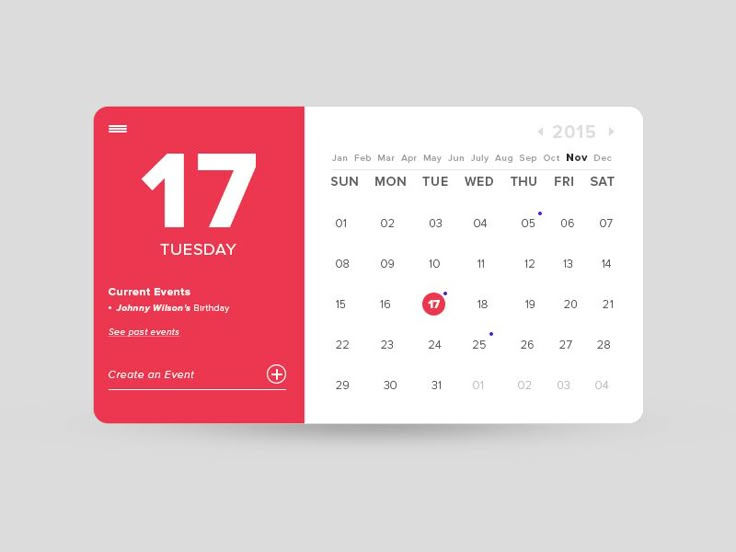 17
TUESDAY
Current Events
• Johnny Wilson's Birthday
See past events
Create an Event
2015
Jan Feb Mar Apr May Jun July Aug Sep Oct Nov Dec
SUN MON TUE WED THU FRI SAT
01 02 03 04 05 06 07
08 09 10 11 12 13 14
15 16 17 18 19 20 21
22 23 24 25 26 27 28
29 30 31 01 02 03 04